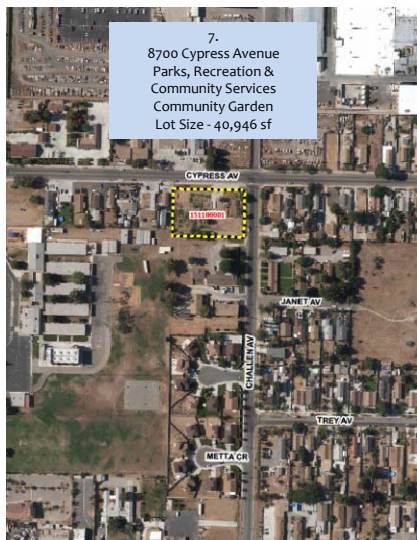 7.
8700 Cypress Avenue
Parks, Recreation &
Community Services
Community Garden
Lot Size - 40,946 sf
CYPRESS AV
151100001
JANET AV
CHALLEN AV
TREY AV
METTA CR